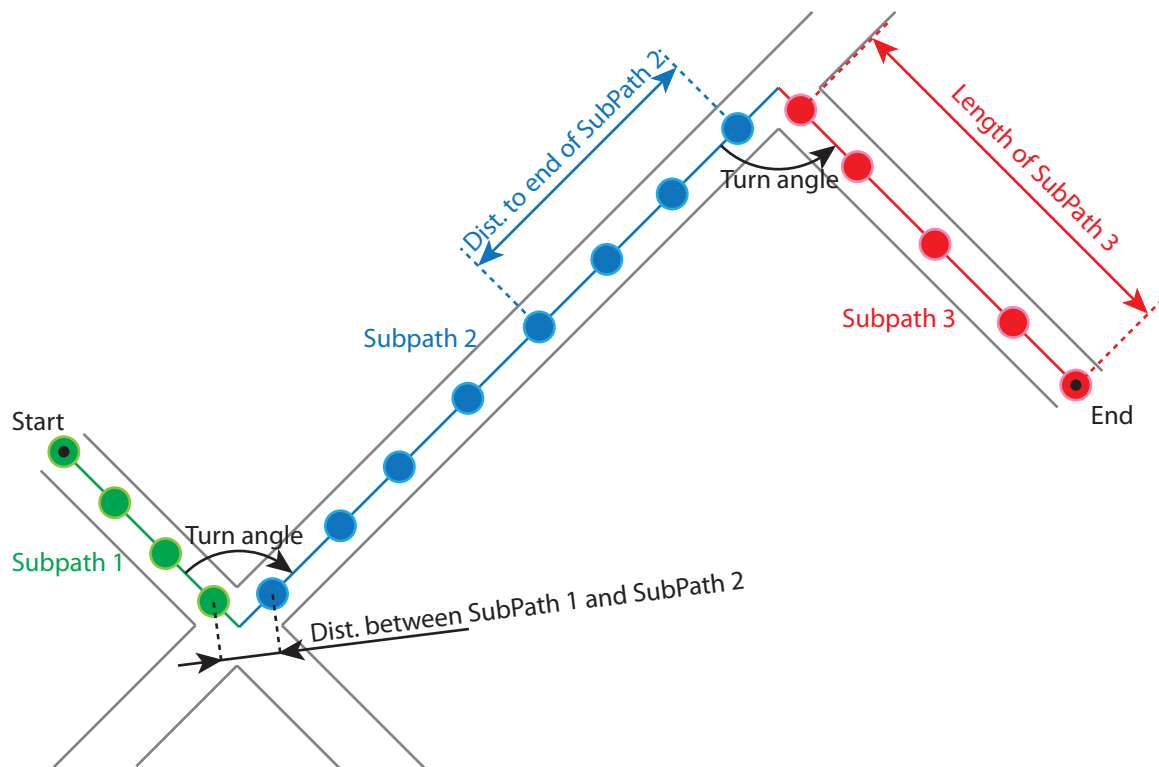 Dist. to end of SubPath 2
Length of SubPath 3
Turn angle
Subpath 2
Subpath 3
Start
End
Turn angle
Subpath 1
Dist. between SubPath 1 and SubPath 2